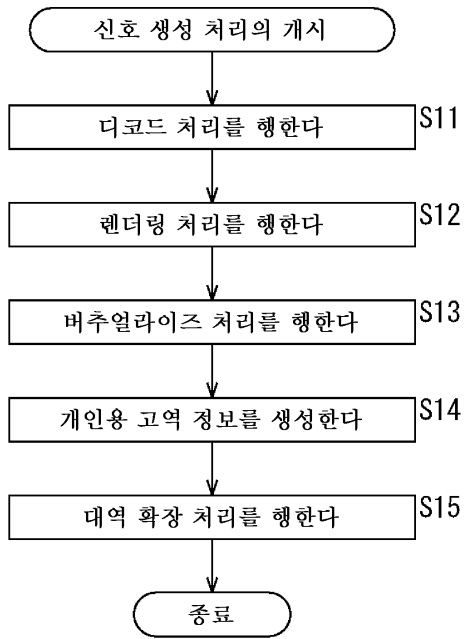 신호 생성 처리의 개시
디코드 처리를 행한다 S11
렌더링 처리를 행한다 S12
버추얼라이즈 처리를 행한다 S13
개인용 고역 정보를 생성한다 S14
대역 확장 처리를 행한다 S15
종료